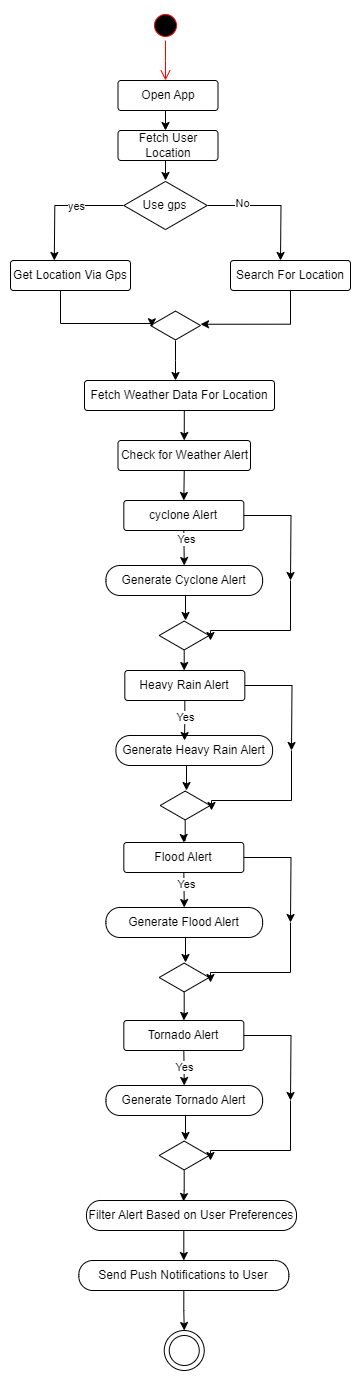 Open App
Fetch User
Location
Use gps
yes
No
Get Location Via Gps
Search For Location
Fetch Weather Data For Location
Check for Weather Alert
cyclone Alert
Yes
Generate Cyclone Alert
Heavy Rain Alert
Yes
Generate Heavy Rain Alert
Flood Alert
Yes
Generate Flood Alert
Tornado Alert
Yes
Generate Tornado Alert
Filter Alert Based on User Preferences
Send Push Notifications to User